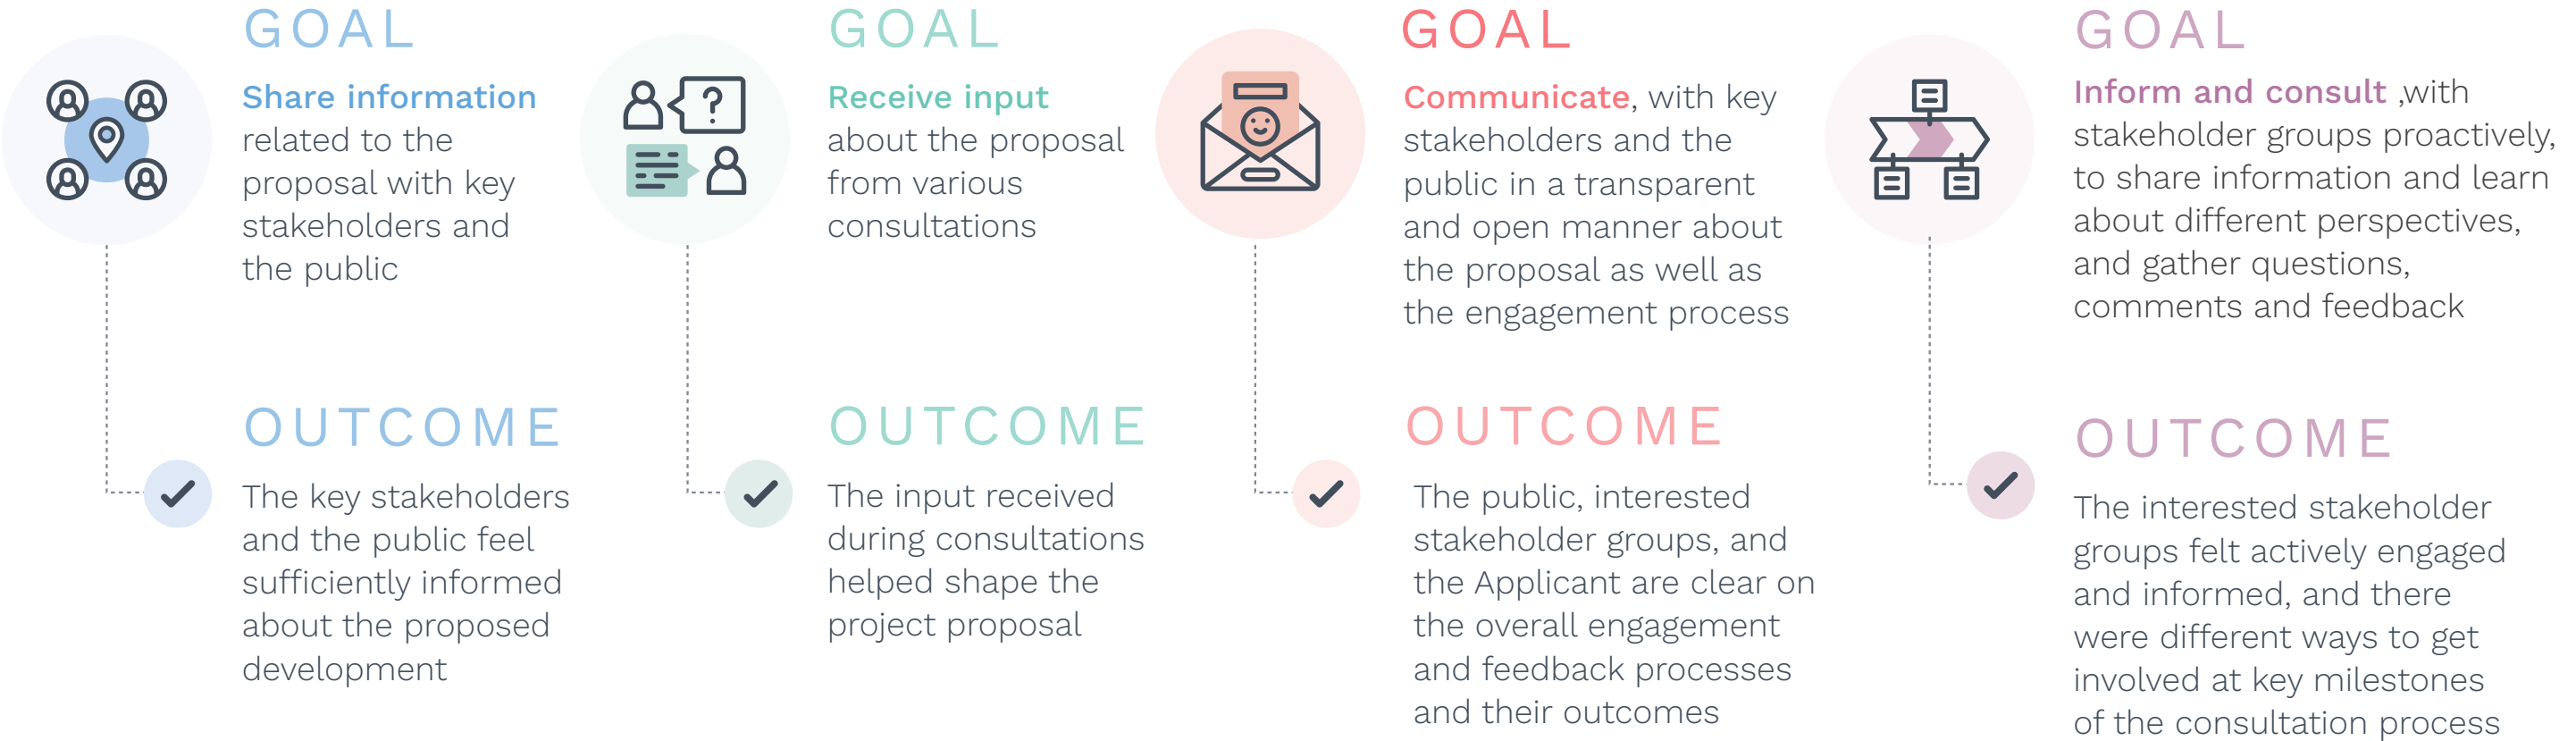 GOAL
Share information
related to the
proposal with key
stakeholders and
the public
OUTCOME
The key stakeholders
and the public feel
sufficiently informed
about the proposed
development
GOAL
Receive input
about the proposal
from various
consultations
?
OUTCOME
The input received
during consultations
helped shape the
project proposal
GOAL
Communicate, with key
stakeholders and the
public in a transparent
and open manner about
the proposal as well as
the engagement process
OUTCOME
The public, interested
stakeholder groups, and
the Applicant are clear on
the overall engagement
and feedback processes
and their outcomes
GOAL
Inform and consult ,with
stakeholder groups proactively,
to share information and learn
about different perspectives,
and gather questions,
comments and feedback
OUTCOME
The interested stakeholder
groups felt actively engaged
and informed, and there
were different ways to get
involved at key milestones
of the consultation process